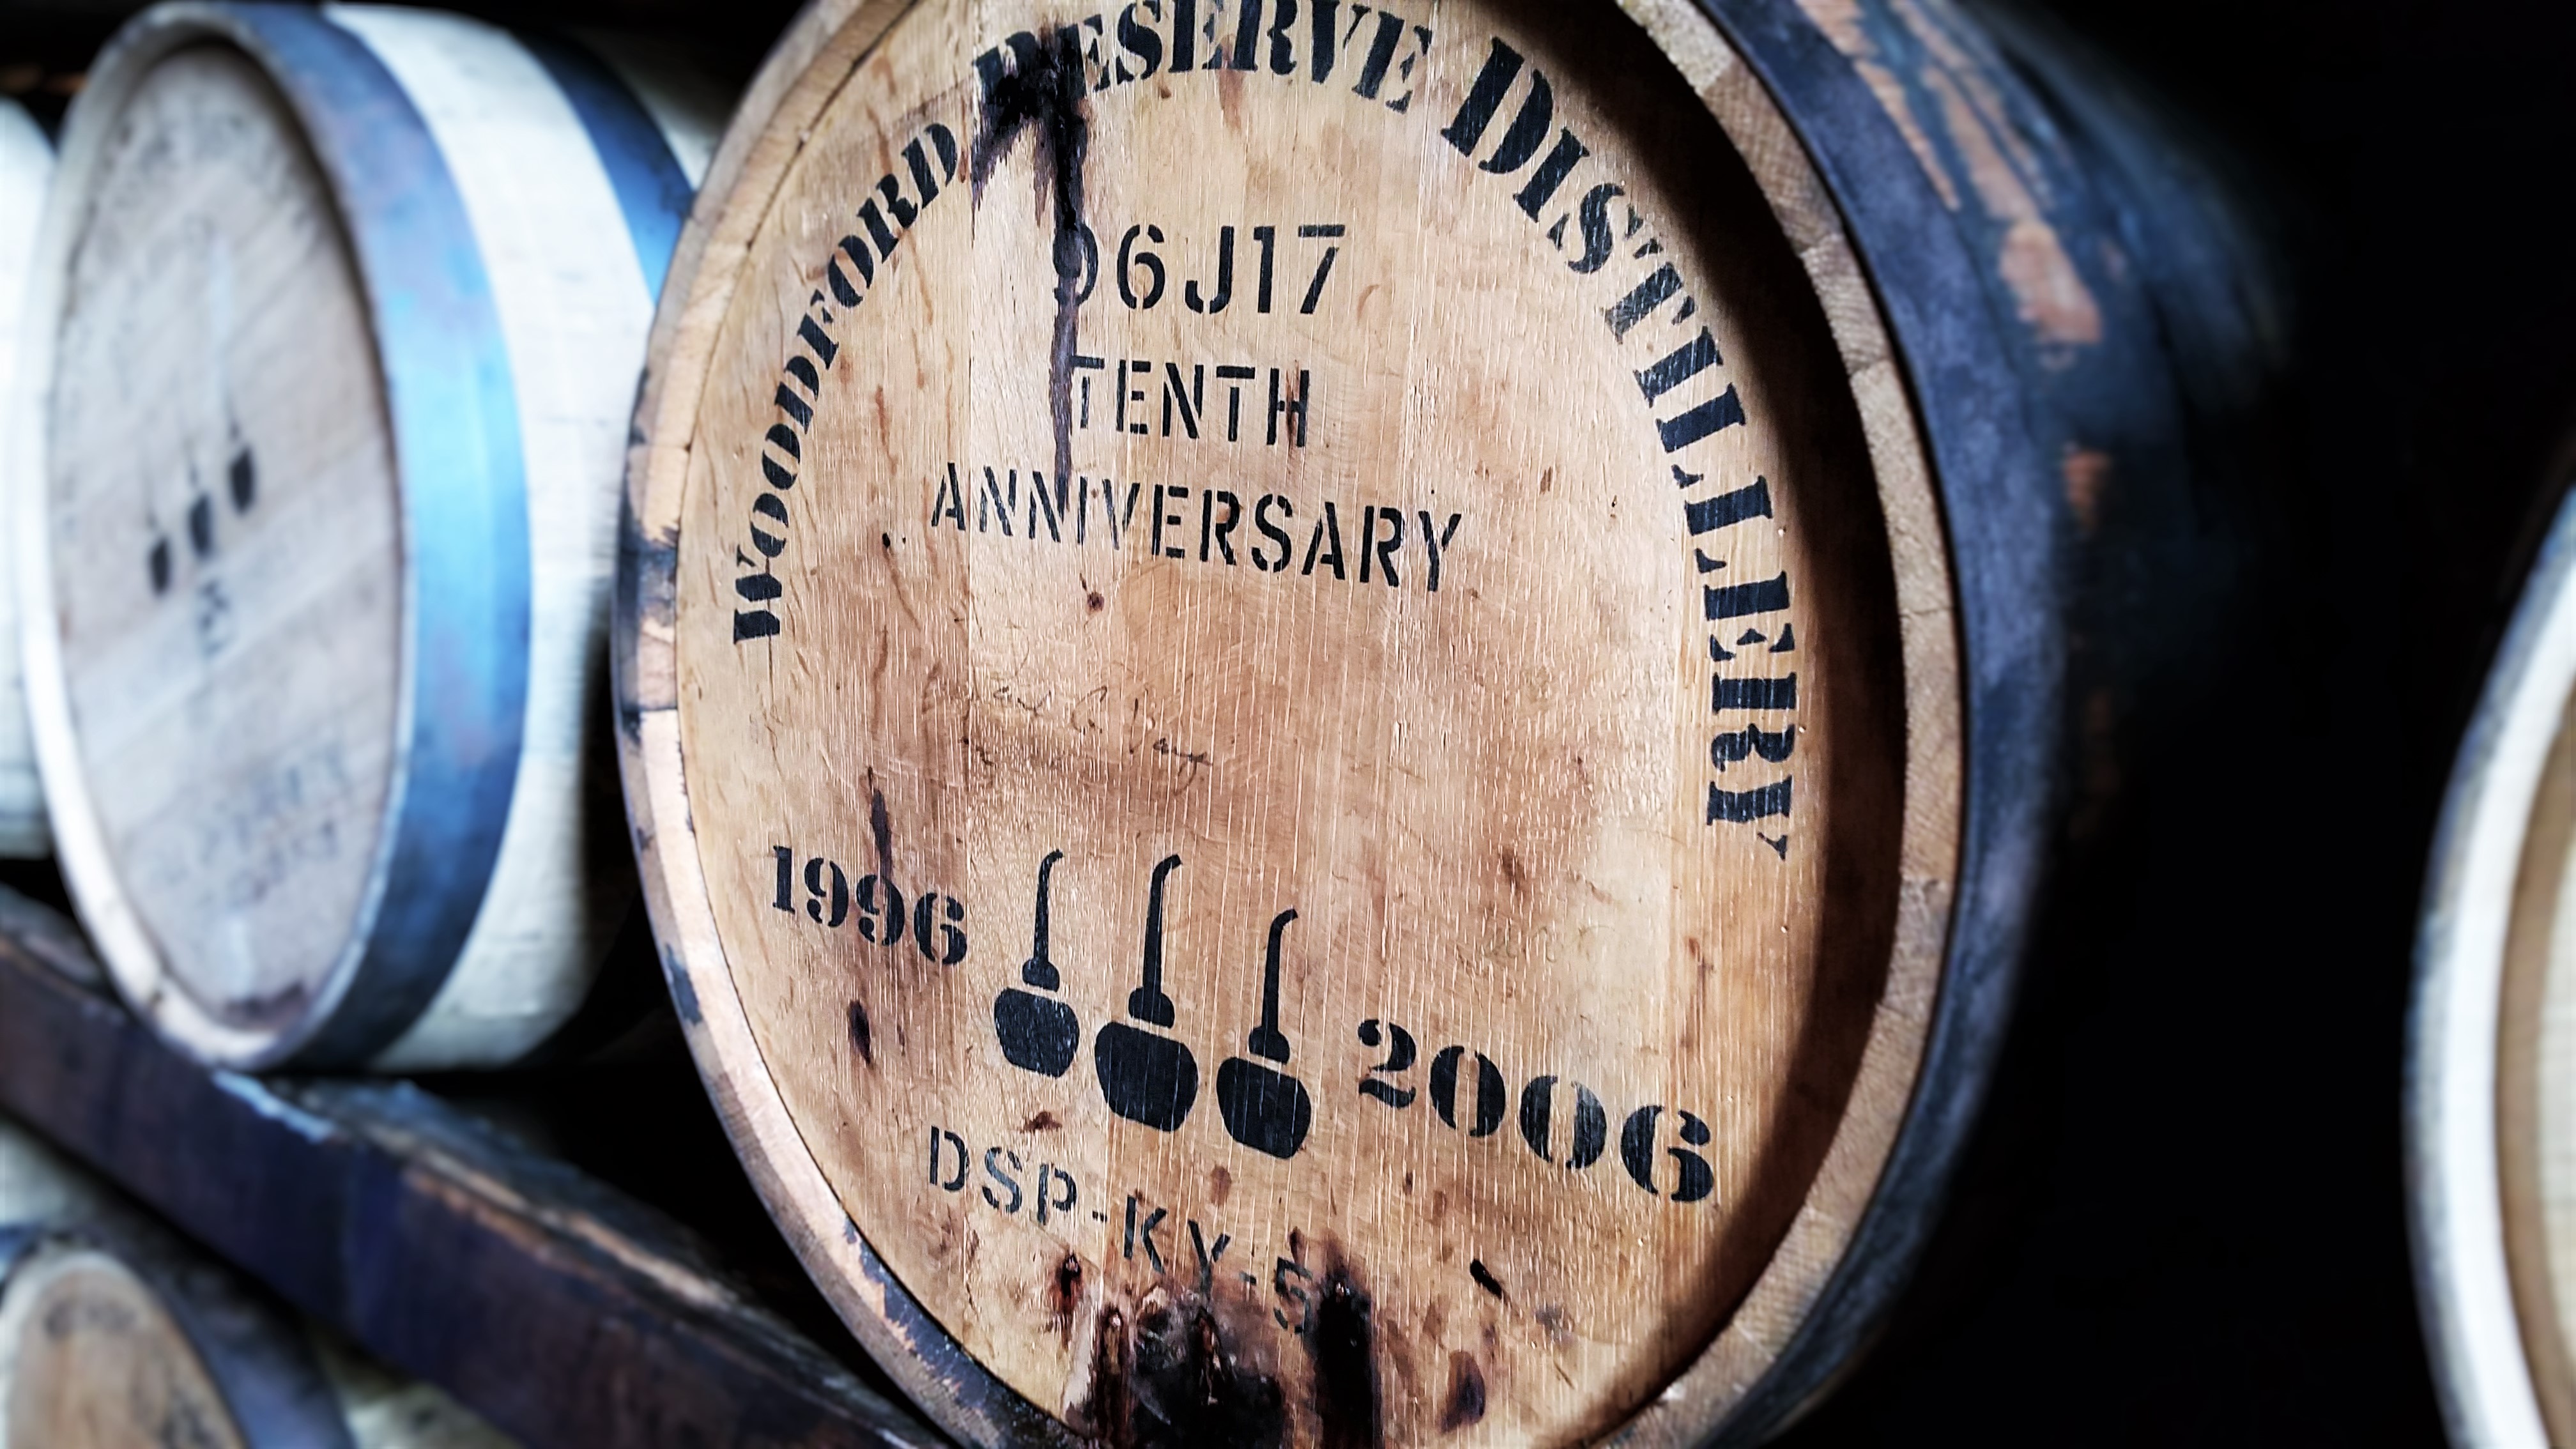 WOODFORD RESERVE DISTILLERY
96J17
TENTH
ANNIVERSARY
1996
2006
DSP-KY-5